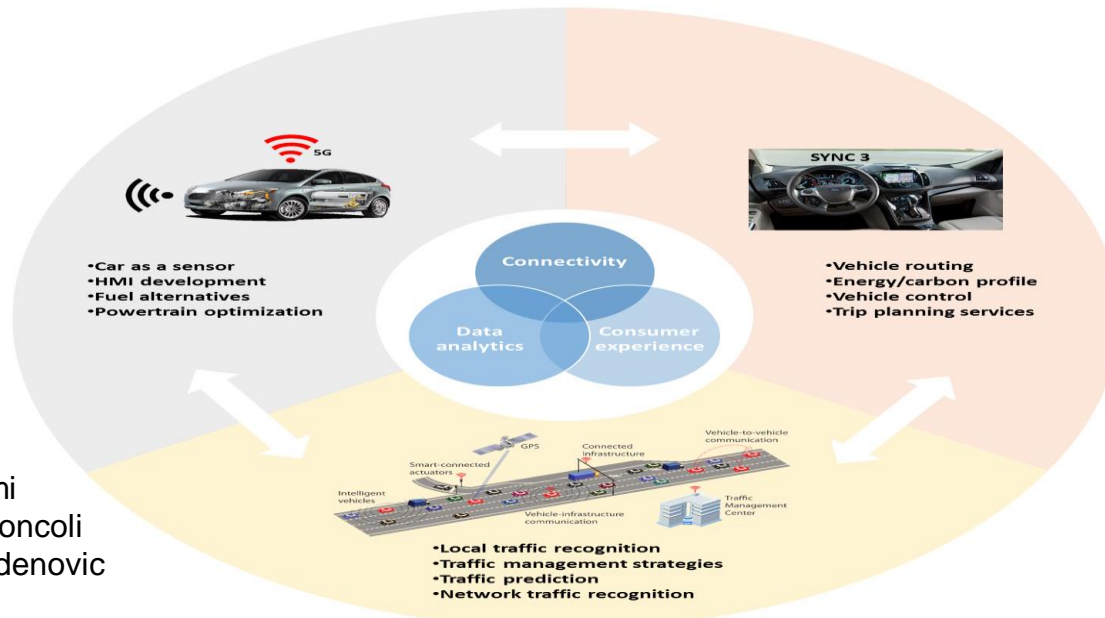 5G
SYNC 3
•Car as a sensor
•HMI development
•Fuel alternatives
•Powertrain optimization
Connectivity
Data
analytics
Consumer
experience
•Vehicle routing
•Energy/carbon profile
•Vehicle control
•Trip planning services
GPS
Connected
infrastructure
Vehicle-to-vehicle
communication
Smart-connected
actuators
Intelligent
vehicles
Vehicle-infrastructure
communication
Traffic
Management
Center
•Local traffic recognition
•Traffic management strategies
•Traffic prediction
•Network traffic recognition
oncoli
denovic